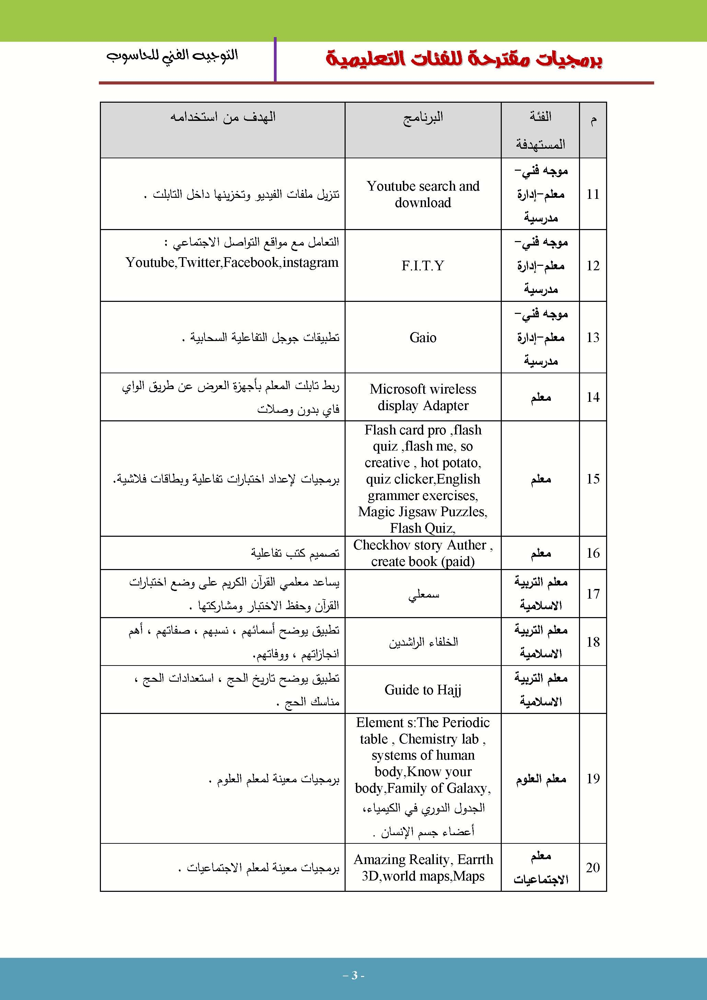 برمجيات مقترحة للفئات التعليمية
التوجيه الفني للحاسوب
م
الفئة
المستهدفة
البرنامج
الهدف من استخدامه
11
موجه فني-
معلم-إدارة
مدرسية
Youtube search and
download
تنزيل ملفات الفيديو وتخزينها داخل التابلت .
12
موجه فني-
معلم-إدارة
مدرسية
F.I.T.Y
التعامل مع مواقع التواصل الاجتماعي :
Youtube,Twitter,Facebook,instagram
13
موجه فني-
معلم-إدارة
مدرسية
Gaio
تطبيقات جوجل التفاعلية السحابية .
14
معلم
Microsoft wireless
display Adapter
ربط تابلت المعلم بأجهزة العرض عن طريق الواي
فاي بدون وصلات
15
معلم
Flash card pro ,flash
quiz ,flash me, so
creative , hot potato,
quiz clicker,English
grammer exercises,
Magic Jigsaw Puzzles,
Flash Quiz,
برمجيات لإعداد اختبارات تفاعلية وبطاقات فلاشية.
16
معلم
Checkhov story Auther ,
create book (paid)
تصميم كتب تفاعلية
17
معلم التربية
الاسلامية
سمعلي
يساعد معلمي القرآن الكريم على وضع اختبارات
القرآن وحفظ الاختبار ومشاركتها .
18
معلم التربية
الاسلامية
الخلفاء الراشدين
تطبيق يوضح أسمائهم ، نسبهم ، صفاتهم ، أهم
انجازاتهم ، ووفاتهم.
معلم التربية
الاسلامية
Guide to Hajj
تطبيق يوضح تاريخ الحج ، استعدادات الحج ،
مناسك الحج .
19
معلم العلوم
Element s:The Periodic
table , Chemistry lab ,
systems of human
body,Know your
body,Family of Galaxy,
الجدول الدوري في الكيمياء،
أعضاء جسم الإنسان .
برمجيات معينة لمعلم العلوم .
20
معلم
الاجتماعيات
Amazing Reality, Earrth
3D,world maps,Maps
برمجيات معينة لمعلم الاجتماعيات .
– 3 -